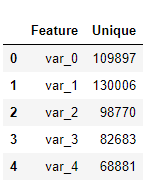 Feature Unique
0 var_0 109897
1 var_1 130006
2 var_2 98770
3 var_3 82683
4 var_4 68881